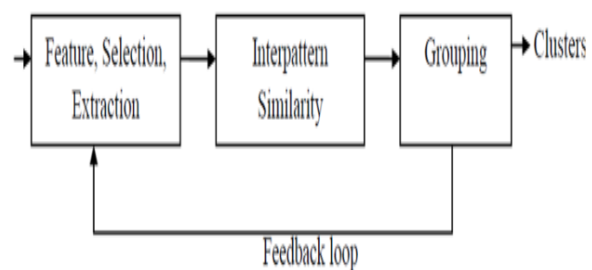 Feature, Selection,
Extraction
Interpattern
Similarity
Grouping
Clusters
Feedback loop